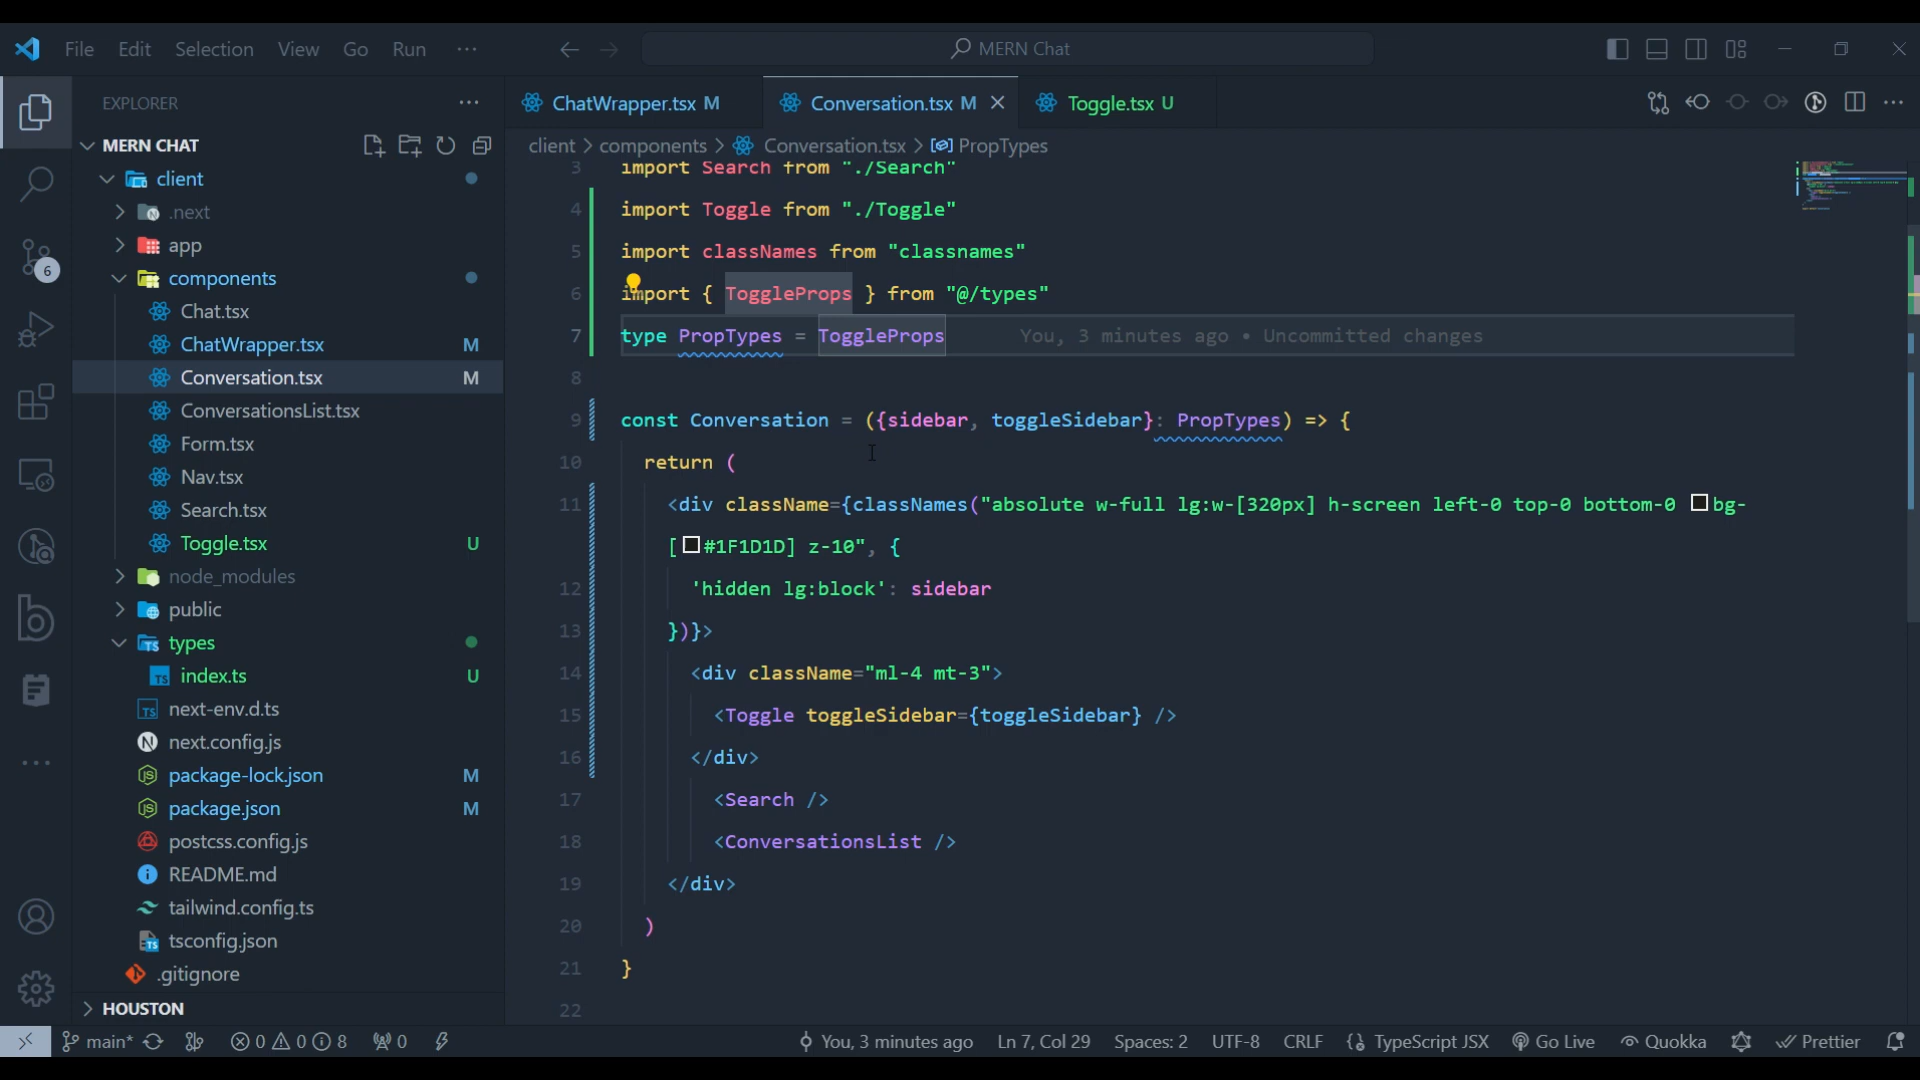 File Edit Selection View Go Run ··· MERN Chat
EXPLORER ···
MERN CHAT
client
.next
app
components
Chat.tsx
ChatWrapper.tsx M
Conversation.tsx M
ConversationsList.tsx
Form.tsx
Nav.tsx
Search.tsx
Toggle.tsx U
node_modules
public
types
index.ts U
next-env.d.ts
next.config.js
package-lock.json M
package.json M
postcss.config.js
README.md
tailwind.config.ts
tsconfig.json
.gitignore
HOUSTON
6
ChatWrapper.tsx M Conversation.tsx M Toggle.tsx U
client > components > Conversation.tsx > PropTypes
3 import Search from "./Search"
4 import Toggle from "./Toggle"
5 import classNames from "classnames"
6 import { ToggleProps } from "@/types"
7 type PropTypes = ToggleProps You, 3 minutes ago • Uncommitted changes
8
9 const Conversation = ({sidebar, toggleSidebar}: PropTypes) => {
10 return (
11 <div className={classNames("absolute w-full lg:w-[320px] h-screen left-0 top-0 bottom-0 bg-
[#1F1D1D] z-10", {
12 'hidden lg:block': sidebar
13 })}>
14 <div className="ml-4 mt-3">
15 <Toggle toggleSidebar={toggleSidebar} />
16 </div>
17 <Search />
18 <ConversationsList />
19 </div>
20 )
21 }
22
main* 0 0 8 0 You, 3 minutes ago Ln 7, Col 29 Spaces: 2 UTF-8 CRLF TypeScript JSX Go Live Quokka Prettier